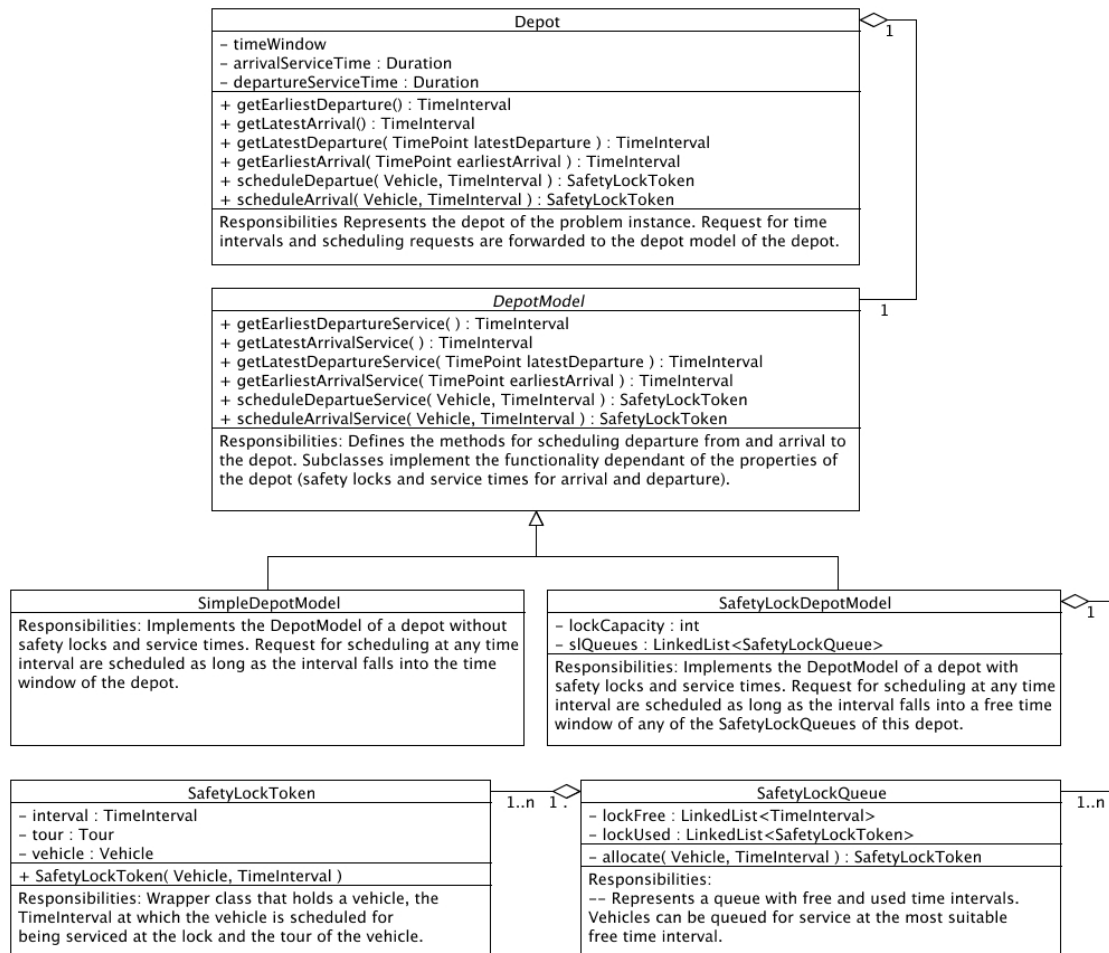 Depot
1
- timeWindow
- arrivalServiceTime : Duration
- departureServiceTime : Duration
+ getEarliestDeparture() : TimeInterval
+ getLatestArrival() : TimeInterval
+ getLatestDeparture( TimePoint latestDeparture ) : TimeInterval
+ getEarliestArrival( TimePoint earliestArrival ) : TimeInterval
+ scheduleDepartue( Vehicle, TimeInterval ) : SafetyLockToken
+ scheduleArrival( Vehicle, TimeInterval ) : SafetyLockToken
Responsibilities Represents the depot of the problem instance. Request for time
intervals and scheduling requests are forwarded to the depot model of the depot.
DepotModel
1
+ getEarliestDepartureService( ) : TimeInterval
+ getLatestArrivalService( ) : TimeInterval
+ getLatestDepartureService( TimePoint latestDeparture ) : TimeInterval
+ getEarliestArrivalService( TimePoint earliestArrival ) : TimeInterval
+ scheduleDepartueService( Vehicle, TimeInterval ) : SafetyLockToken
+ scheduleArrivalService( Vehicle, TimeInterval ) : SafetyLockToken
Responsibilities: Defines the methods for scheduling departure from and arrival to
the depot. Subclasses implement the functionality dependant of the properties of
the depot (safety locks and service times for arrival and departure).
SimpleDepotModel
Responsibilities: Implements the DepotModel of a depot without
safety locks and service times. Request for scheduling at any time
interval are scheduled as long as the interval falls into the time
window of the depot.
SafetyLockDepotModel
1
- lockCapacity : int
- slQueues : LinkedList<SafetyLockQueue>
Responsibilities: Implements the DepotModel of a depot with
safety locks and service times. Request for scheduling at any time
interval are scheduled as long as the interval falls into a free time
window of any of the SafetyLockQueues of this depot.
SafetyLockToken
1..n 1 .
- interval : TimeInterval
- tour : Tour
- vehicle : Vehicle
+ SafetyLockToken( Vehicle, TimeInterval )
Responsibilities: Wrapper class that holds a vehicle, the
TimeInterval at which the vehicle is scheduled for
being serviced at the lock and the tour of the vehicle.
SafetyLockQueue
1..n
- lockFree : LinkedList<TimeInterval>
- lockUsed : LinkedList<SafetyLockToken>
- allocate( Vehicle, TimeInterval ) : SafetyLockToken
Responsibilities:
-- Represents a queue with free and used time intervals.
Vehicles can be queued for service at the most suitable
free time interval.